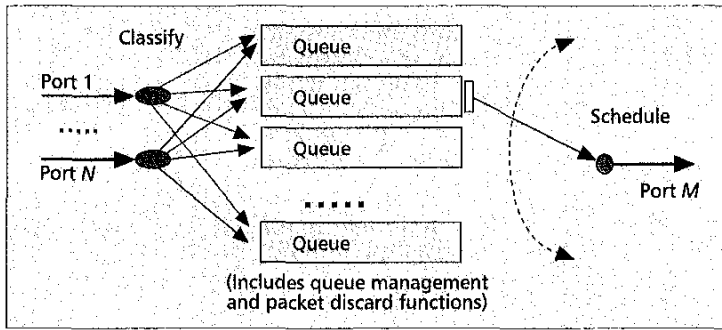 Classify
Queue
Port 1
Queue
Schedule
.....
Queue
Port N
Port M
.....
Queue
(Includes queue management
and packet discard functions)